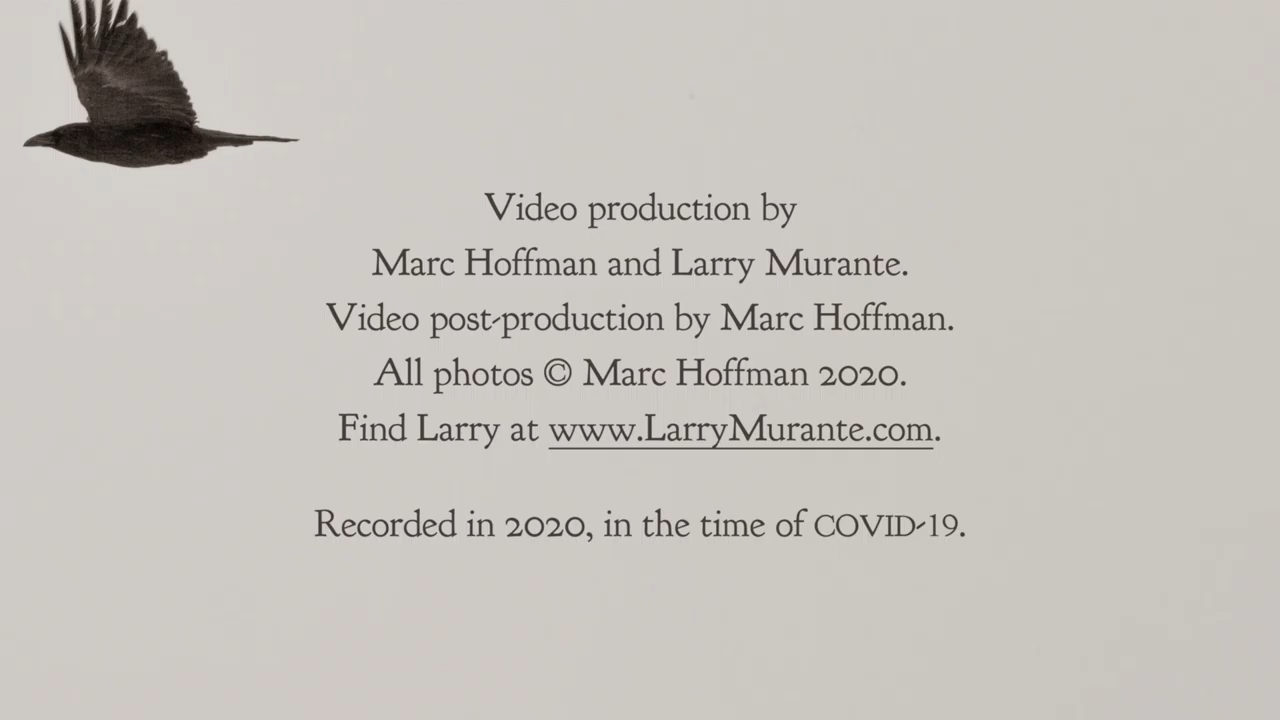 Video production by
Marc Hoffman and Larry Murante.
Video post-production by Marc Hoffman.
All photos © Marc Hoffman 2020.
Find Larry at www.LarryMurante.com.
Recorded in 2020, in the time of COVID-19.